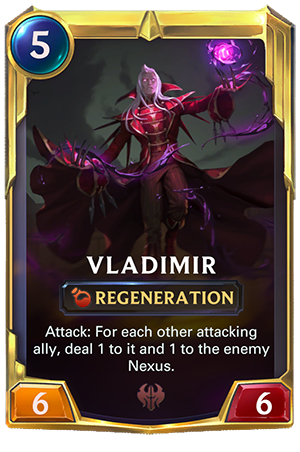 5
VLADIMIR
REGENERATION
Attack: For each other attacking
ally, deal 1 to it and 1 to the enemy
Nexus.
6
6